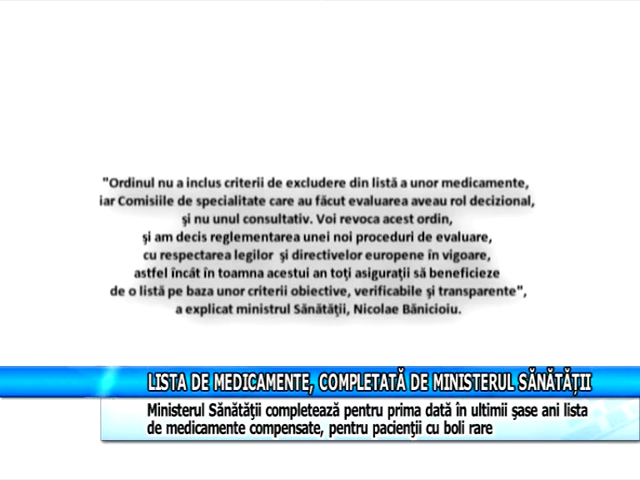 "Ordinul nu a inclus criterii de excludere din listă a unor medicamente,
iar Comisiile de specialitate care au făcut evaluarea aveau rol decizional,
şi nu unul consultativ. Voi revoca acest ordin,
şi am decis reglementarea unei noi proceduri de evaluare,
cu respectarea legilor şi directivelor europene în vigoare,
astfel încât în toamna acestui an toţi asiguraţii să beneficieze
de o listă pe baza unor criterii obiective, verificabile şi transparente",
a explicat ministrul Sănătăţii, Nicolae Bănicioiu.
LISTA DE MEDICAMENTE, COMPLETATĂ DE MINISTERUL SĂNĂTĂȚII
Ministerul Sănătăţii completează pentru prima dată în ultimii şase ani lista
de medicamente compensate, pentru pacienţii cu boli rare